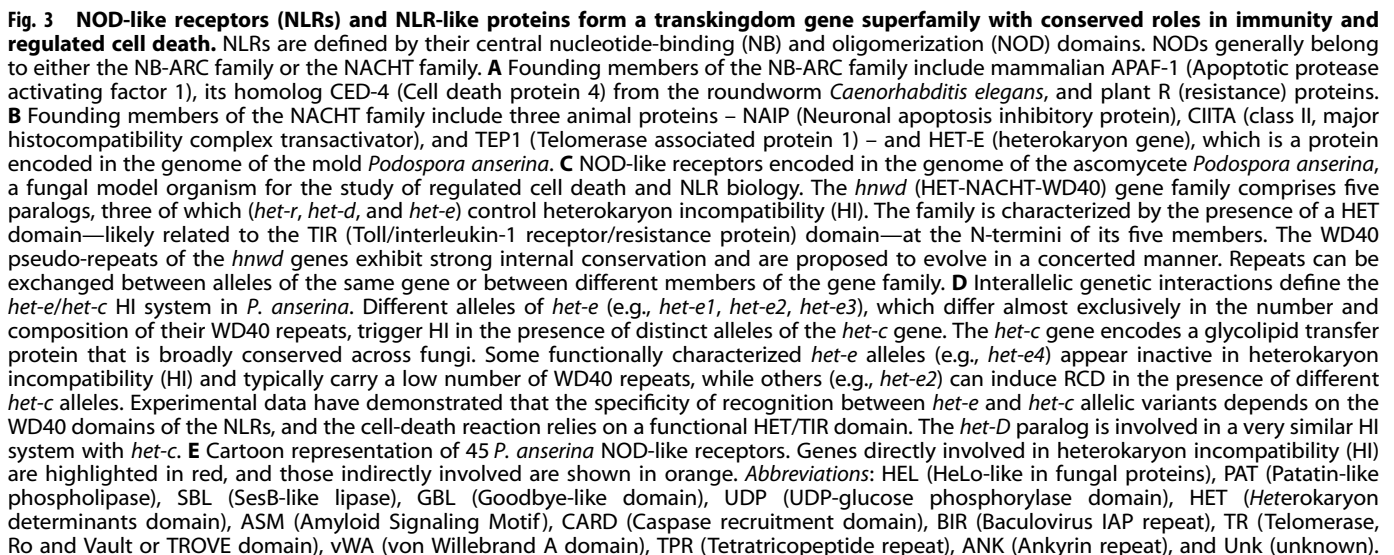 Fig. 3 NOD-like receptors (NLRs) and NLR-like proteins form a transkingdom gene superfamily with conserved roles in immunity and
regulated cell death. NLRs are defined by their central nucleotide-binding (NB) and oligomerization (NOD) domains. NODs generally belong
to either the NB-ARC family or the NACHT family. A Founding members of the NB-ARC family include mammalian APAF-1 (Apoptotic protease
activating factor 1), its homolog CED-4 (Cell death protein 4) from the roundworm Caenorhabditis elegans, and plant R (resistance) proteins.
B Founding members of the NACHT family include three animal proteins – NAIP (Neuronal apoptosis inhibitory protein), CIITA (class II, major
histocompatibility complex transactivator), and TEP1 (Telomerase associated protein 1) – and HET-E (heterokaryon gene), which is a protein
encoded in the genome of the mold Podospora anserina. C NOD-like receptors encoded in the genome of the ascomycete Podospora anserina,
a fungal model organism for the study of regulated cell death and NLR biology. The hnwd (HET-NACHT-WD40) gene family comprises five
paralogs, three of which (het-r, het-d, and het-e) control heterokaryon incompatibility (HI). The family is characterized by the presence of a HET
domain—likely related to the TIR (Toll/interleukin-1 receptor/resistance protein) domain—at the N-termini of its five members. The WD40
pseudo-repeats of the hnwd genes exhibit strong internal conservation and are proposed to evolve in a concerted manner. Repeats can be
exchanged between alleles of the same gene or between different members of the gene family. D Interallelic genetic interactions define the
het-e/het-c HI system in P. anserina. Different alleles of het-e (e.g., het-e1, het-e2, het-e3), which differ almost exclusively in the number and
composition of their WD40 repeats, trigger HI in the presence of distinct alleles of the het-c gene. The het-c gene encodes a glycolipid transfer
protein that is broadly conserved across fungi. Some functionally characterized het-e alleles (e.g., het-e4) appear inactive in heterokaryon
incompatibility (HI) and typically carry a low number of WD40 repeats, while others (e.g., het-e2) can induce RCD in the presence of different
het-c alleles. Experimental data have demonstrated that the specificity of recognition between het-e and het-c allelic variants depends on the
WD40 domains of the NLRs, and the cell-death reaction relies on a functional HET/TIR domain. The het-D paralog is involved in a very similar HI
system with het-c. E Cartoon representation of 45 P. anserina NOD-like receptors. Genes directly involved in heterokaryon incompatibility (HI)
are highlighted in red, and those indirectly involved are shown in orange. Abbreviations: HEL (HeLo-like in fungal proteins), PAT (Patatin-like
phospholipase), SBL (SesB-like lipase), GBL (Goodbye-like domain), UDP (UDP-glucose phosphorylase domain), HET (Heterokaryon
determinants domain), ASM (Amyloid Signaling Motif), CARD (Caspase recruitment domain), BIR (Baculovirus IAP repeat), TR (Telomerase,
Ro and Vault or TROVE domain), vWA (von Willebrand A domain), TPR (Tetratricopeptide repeat), ANK (Ankyrin repeat), and Unk (unknown),